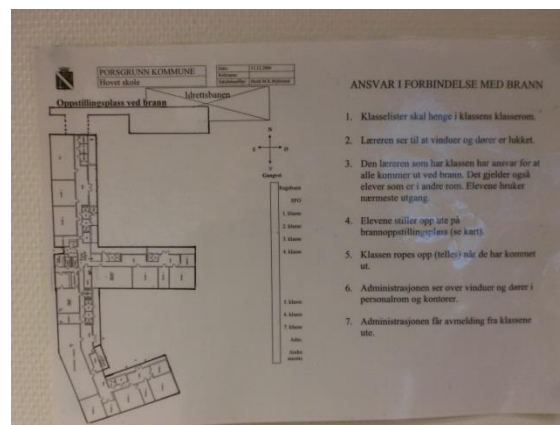 PORSGRUNN KOMMUNE
Hovet skole
Dato:
Oppstillingsplass ved brann
Idrettsbanen
N
S
Ø
V
Gangvei
SFO
1. klasse
2. klasse
3. klasse
4. klasse
5. klasse
6. klasse
7. klasse
Adm
Andre
ANSVAR I FORBINDELSE MED BRANN
1. Klasselister skal henge i klassens klasserom.
2. Læreren ser til at vinduer og dører er lukket.
3. Den læreren som har klassen har ansvar for at
alle kommer ut ved brann. Det gjelder også
elever som er i andre rom. Elevene bruker
nærmeste utgang.
4. Elevene stiller opp ute på
brannoppstillingsplass (se kart).
5. Klassen ropes opp (telles) når de har kommet
ut.
6. Administrasjonen ser over vinduer og dører i
personalrom og kontorer.
7. Administrasjonen får avmelding fra klassene
ute.